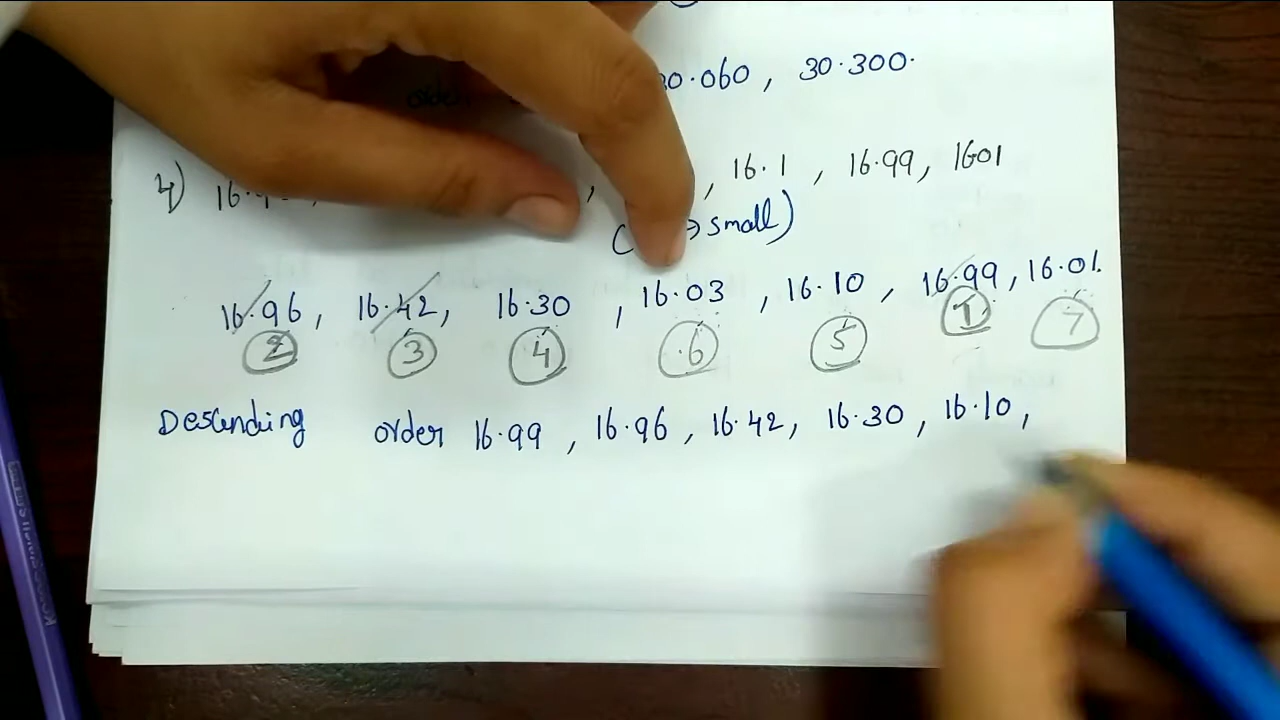 30.300.
4) , 16.1 , 16.99, 1601
( → small)
16.96, 16.42, 16.30 , 16.03 , 16.10 , 16.99, 16.01.
2 3 4 6 5 1 7
Descending order 16.99 , 16.96 , 16.42, 16.30 , 16.10 ,